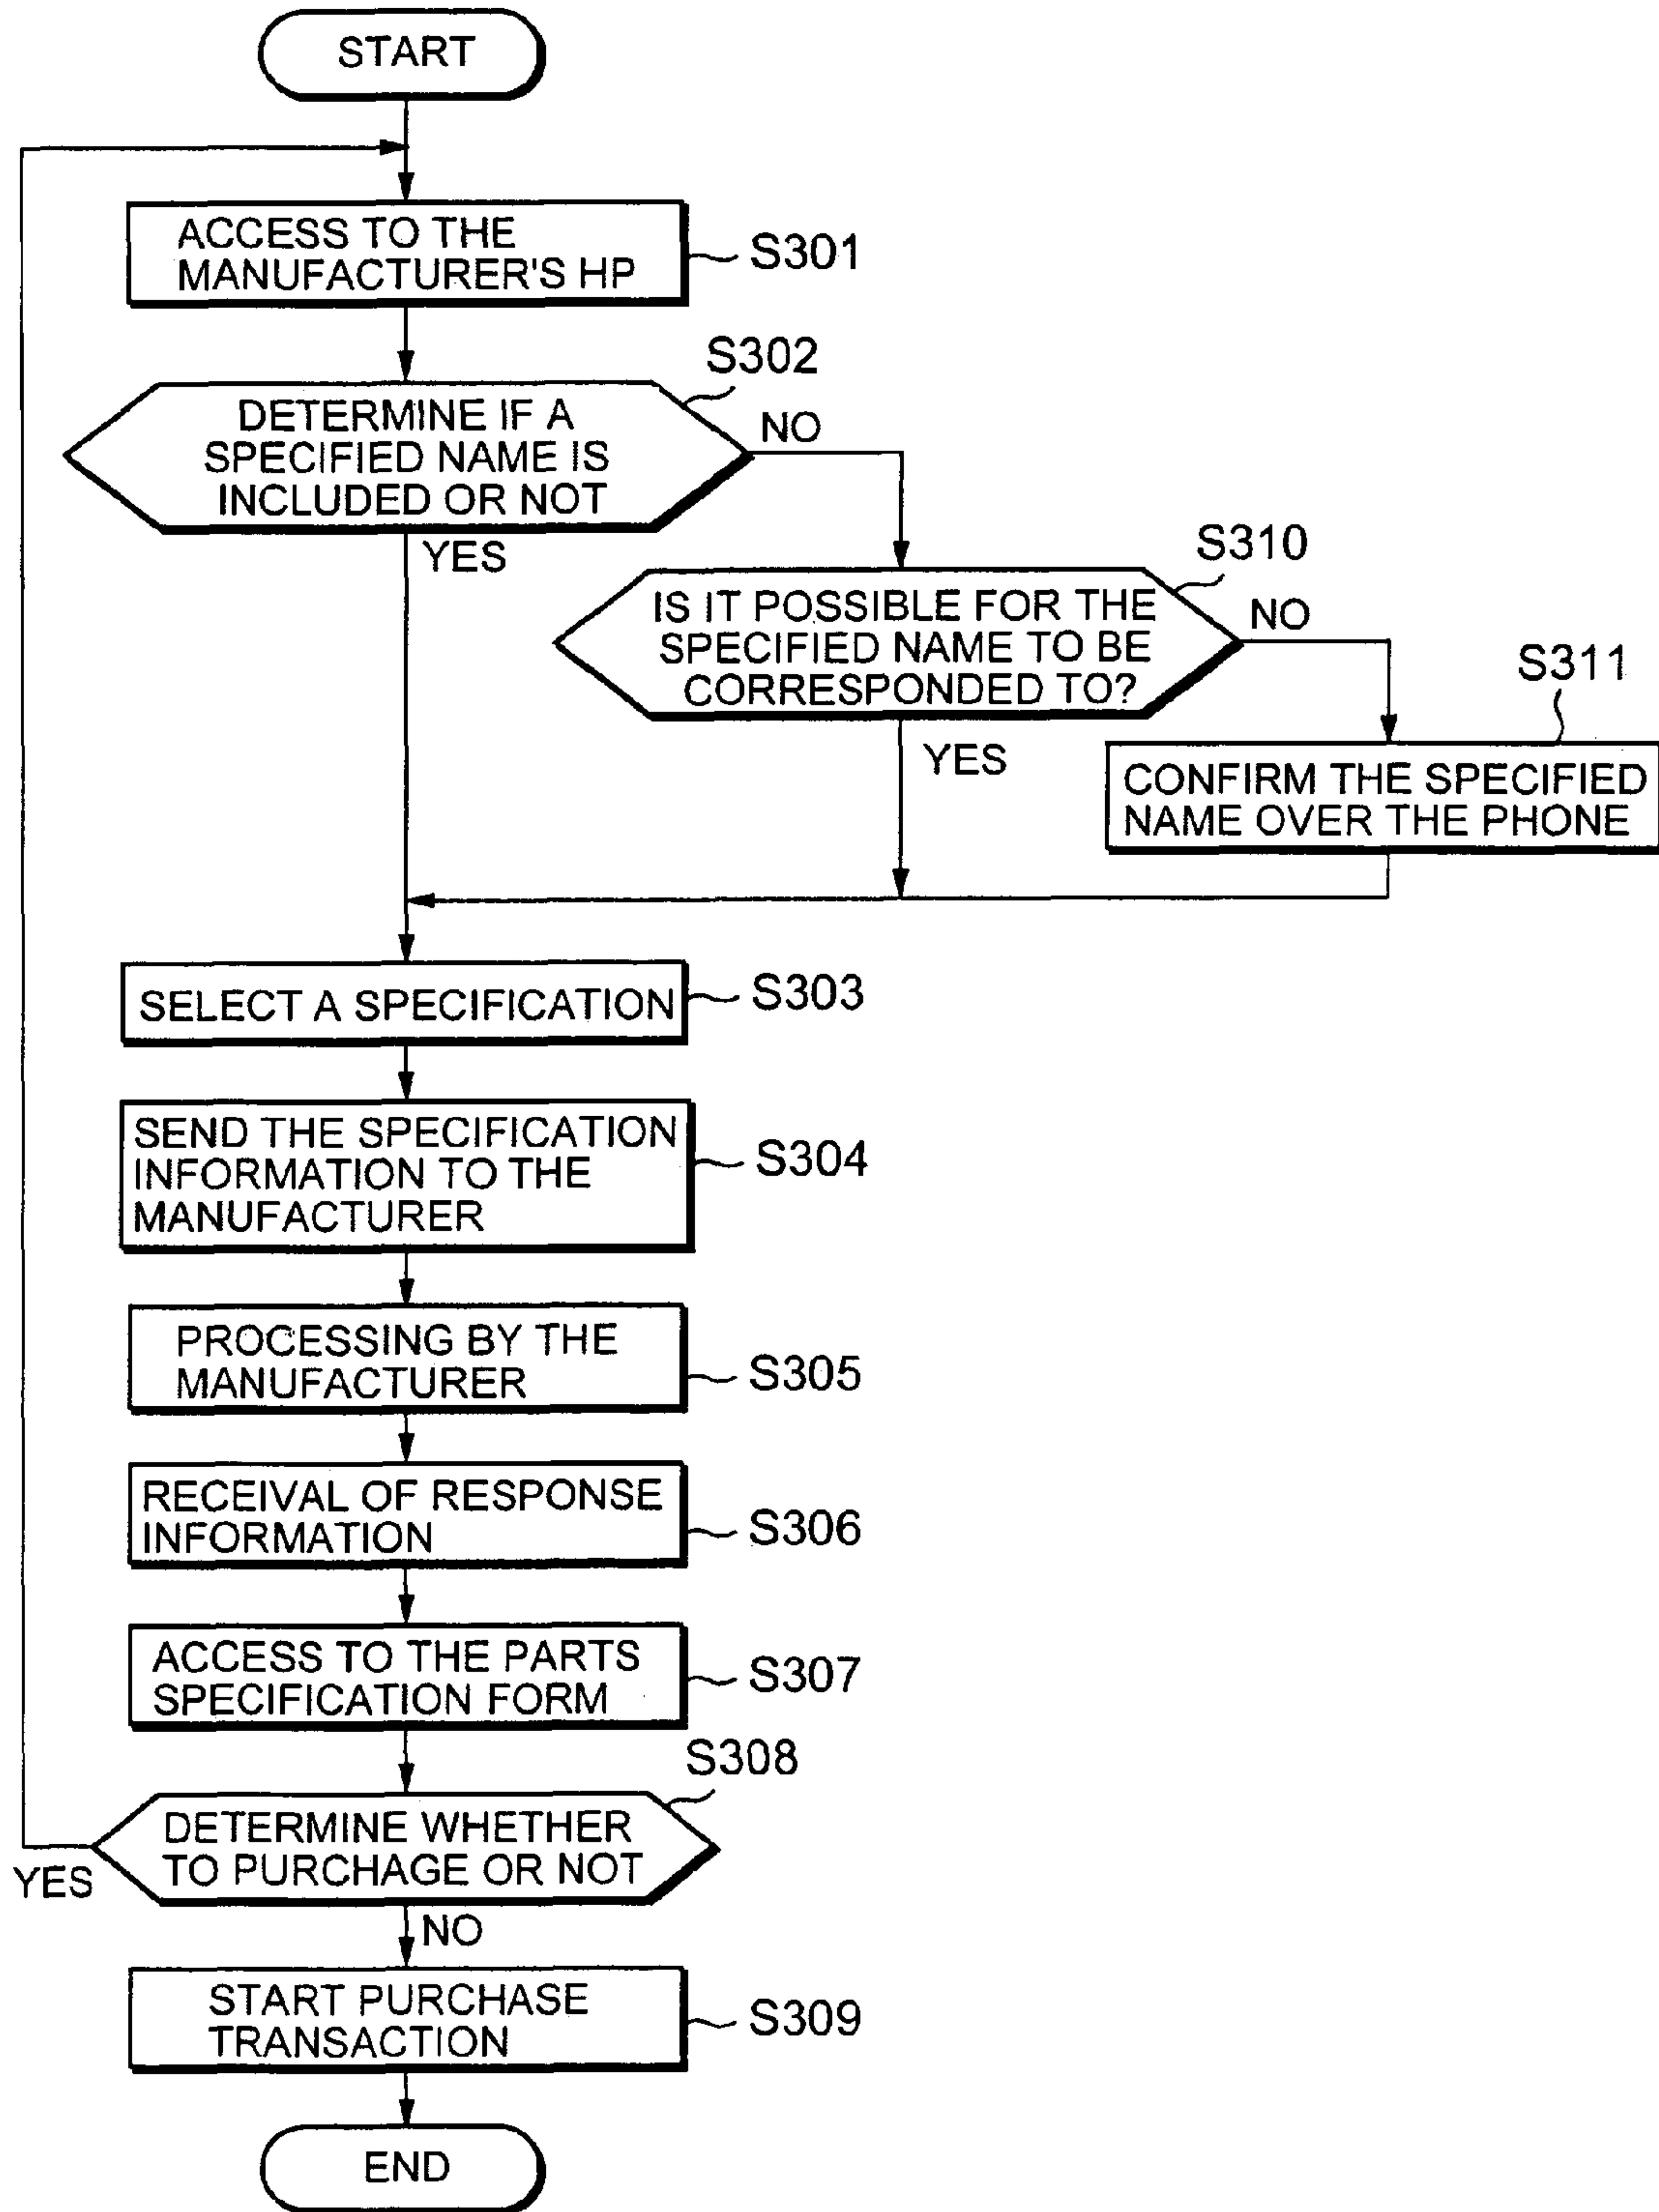 START
ACCESS TO THE
MANUFACTURER'S HP
S301
S302
DETERMINE IF A
SPECIFIED NAME IS
INCLUDED OR NOT
NO
YES
S310
IS IT POSSIBLE FOR THE
SPECIFIED NAME TO BE
CORRESPONDED TO?
NO
YES
S311
CONFIRM THE SPECIFIED
NAME OVER THE PHONE
SELECT A SPECIFICATION
S303
SEND THE SPECIFICATION
INFORMATION TO THE
MANUFACTURER
S304
PROCESSING BY THE
MANUFACTURER
S305
RECEIVAL OF RESPONSE
INFORMATION
S306
ACCESS TO THE PARTS
SPECIFICATION FORM
S307
S308
DETERMINE WHETHER
TO PURCHAGE OR NOT
YES
NO
START PURCHASE
TRANSACTION
S309
END